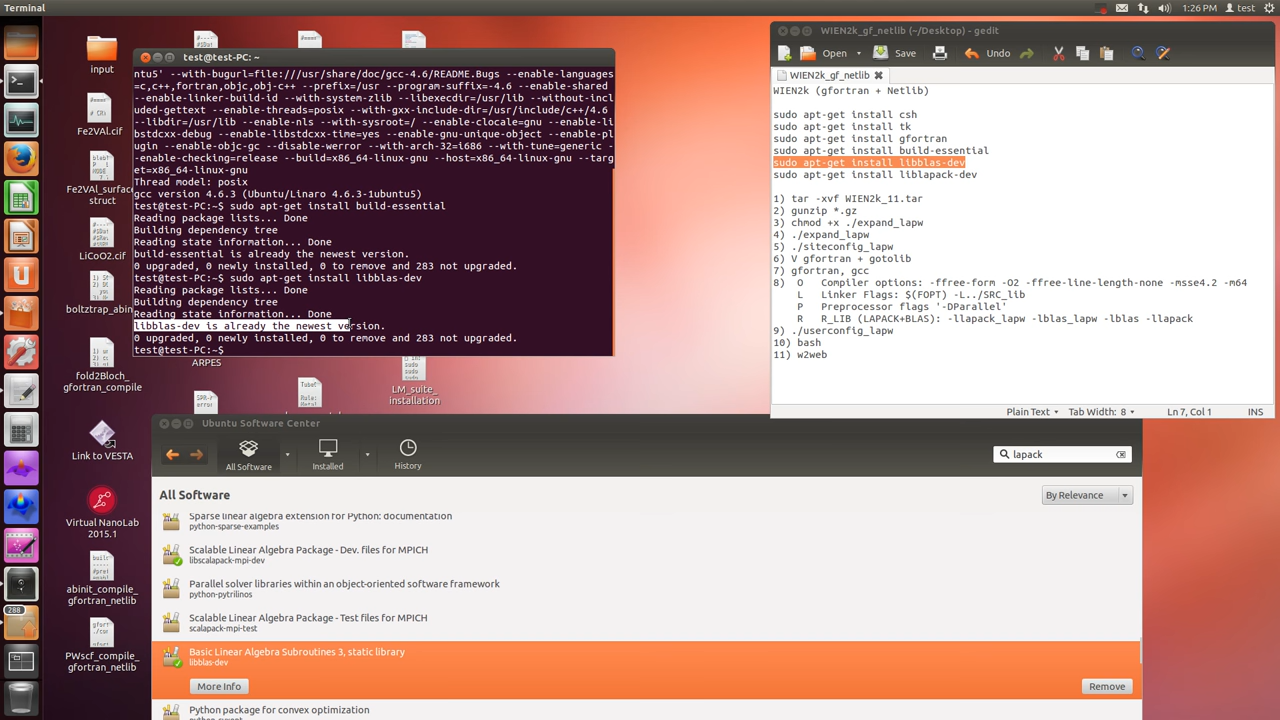 Terminal
1:26 PM
test
input
Fe2VAl.cif
Fe2VAl_surface
struct
LiCoO2.cif
boltztrap_abin
fold2Bloch_
gfortran_compile
Link to VESTA
Virtual NanoLab
2015.1
abinit_compile_
gfortran_netlib
PWscf_compile_
gfortran_netlib
288
ARPES
LM_suite_
installation
test@test-PC: ~
ntu5' --with-bugurl=file:///usr/share/doc/gcc-4.6/README.Bugs --enable-languages
=c,c++,fortran,objc,obj-c++ --prefix=/usr --program-suffix=-4.6 --enable-shared
--enable-linker-build-id --with-system-zlib --libexecdir=/usr/lib --without-incl
uded-gettext --enable-threads=posix --with-gxx-include-dir=/usr/include/c++/4.6
--libdir=/usr/lib --enable-nls --with-sysroot=/ --enable-clocale=gnu --enable-li
bstdcxx-debug --enable-libstdcxx-time=yes --enable-gnu-unique-object --enable-pl
ugin --enable-objc-gc --disable-werror --with-arch-32=i686 --with-tune=generic -
-enable-checking=release --build=x86_64-linux-gnu --host=x86_64-linux-gnu --targ
et=x86_64-linux-gnu
Thread model: posix
gcc version 4.6.3 (Ubuntu/Linaro 4.6.3-1ubuntu5)
test@test-PC:~$ sudo apt-get install build-essential
Reading package lists... Done
Building dependency tree
Reading state information... Done
build-essential is already the newest version.
0 upgraded, 0 newly installed, 0 to remove and 283 not upgraded.
test@test-PC:~$ sudo apt-get install libblas-dev
Reading package lists... Done
Building dependency tree
Reading state information... Done
libblas-dev is already the newest version.
0 upgraded, 0 newly installed, 0 to remove and 283 not upgraded.
test@test-PC:~$
WIEN2k_gf_netlib (~/Desktop) - gedit
Open Save Undo
WIEN2k_gf_netlib
WIEN2k (gfortran + Netlib)
sudo apt-get install csh
sudo apt-get install tk
sudo apt-get install gfortran
sudo apt-get install build-essential
sudo apt-get install libblas-dev
sudo apt-get install liblapack-dev
1) tar -xvf WIEN2k_11.tar
2) gunzip *.gz
3) chmod +x ./expand_lapw
4) ./expand_lapw
5) ./siteconfig_lapw
6) V gfortran + gotolib
7) gfortran, gcc
8) O Compiler options: -ffree-form -O2 -ffree-line-length-none -msse4.2 -m64
L Linker Flags: $(FOPT) -L../SRC_lib
P Preprocessor flags '-DParallel'
R R_LIB (LAPACK+BLAS): -llapack_lapw -lblas_lapw -lblas -llapack
9) ./userconfig_lapw
10) bash
11) w2web
Plain Text Tab Width: 8 Ln 7, Col 1 INS
Ubuntu Software Center
All Software
Installed
History
lapack
All Software
By Relevance
Sparse linear algebra extension for Python: documentation
python-sparse-examples
Scalable Linear Algebra Package - Dev. files for MPICH
libscalapack-mpi-dev
Parallel solver libraries within an object-oriented software framework
python-pytrilinos
Scalable Linear Algebra Package - Test files for MPICH
scalapack-mpi-test
Basic Linear Algebra Subroutines 3, static library
libblas-dev
More Info
Remove
Python package for convex optimization